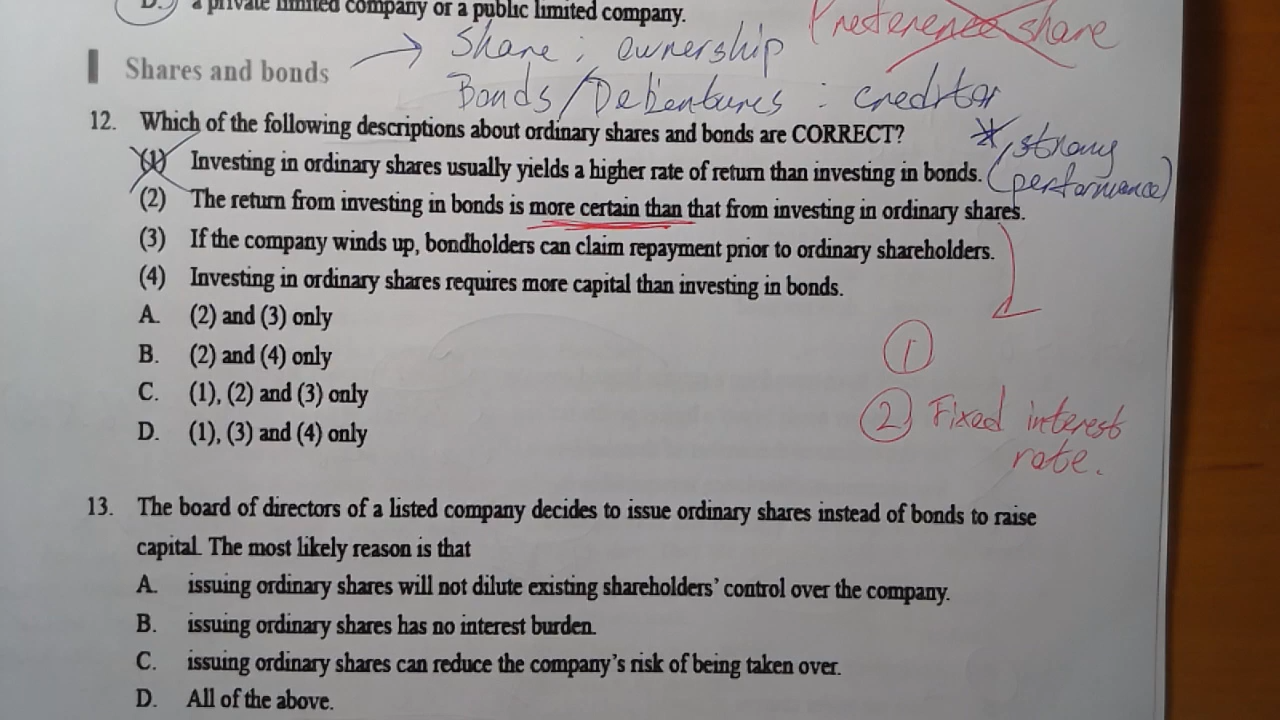 D. a private limited company or a public limited company.
Preference share
Shares and bonds
Share : ownership
Bonds/Debentures : creditor
12. Which of the following descriptions about ordinary shares and bonds are CORRECT?
(1) Investing in ordinary shares usually yields a higher rate of return than investing in bonds.
* strong
(performance)
(2) The return from investing in bonds is more certain than that from investing in ordinary shares.
(3) If the company winds up, bondholders can claim repayment prior to ordinary shareholders.
(4) Investing in ordinary shares requires more capital than investing in bonds.
A. (2) and (3) only
B. (2) and (4) only
C. (1), (2) and (3) only
D. (1), (3) and (4) only
1
2 Fixed interest
rate.
13. The board of directors of a listed company decides to issue ordinary shares instead of bonds to raise
capital. The most likely reason is that
A. issuing ordinary shares will not dilute existing shareholders' control over the company.
B. issuing ordinary shares has no interest burden.
C. issuing ordinary shares can reduce the company's risk of being taken over.
D. All of the above.